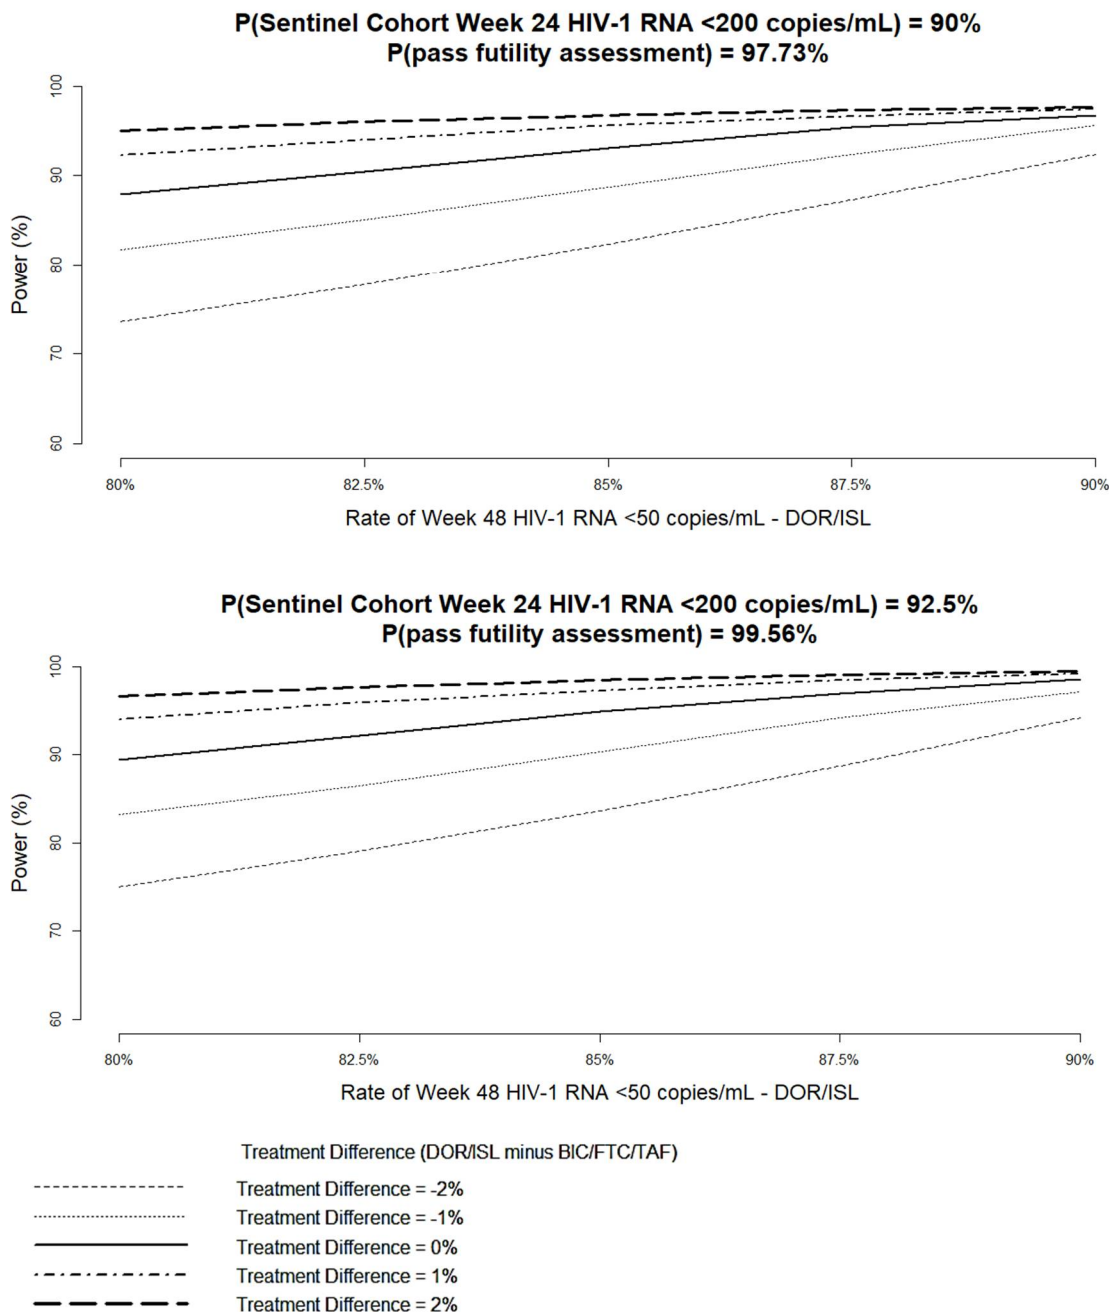 P(Sentinel Cohort Week 24 HIV-1 RNA <200 copies/mL) = 90%
P(pass futility assessment) = 97.73%
100
90
80
70
60
Power (%)
80%
82.5%
85%
87.5%
90%
Rate of Week 48 HIV-1 RNA <50 copies/mL - DOR/ISL
P(Sentinel Cohort Week 24 HIV-1 RNA <200 copies/mL) = 92.5%
P(pass futility assessment) = 99.56%
100
90
80
70
60
Power (%)
80%
82.5%
85%
87.5%
90%
Rate of Week 48 HIV-1 RNA <50 copies/mL - DOR/ISL
Treatment Difference (DOR/ISL minus BIC/FTC/TAF)
Treatment Difference = -2%
Treatment Difference = -1%
Treatment Difference = 0%
Treatment Difference = 1%
Treatment Difference = 2%